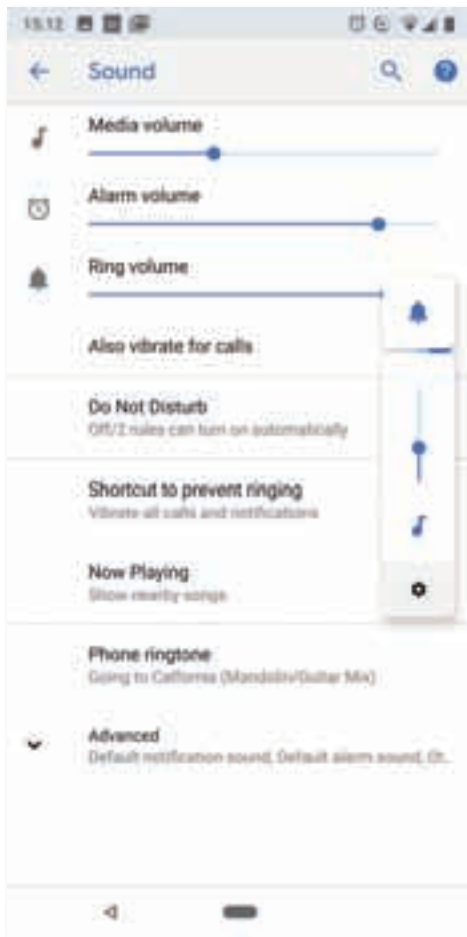 15.12
Sound
Media volume
Alarm volume
Ring volume
Also vibrate for calls
Do Not Disturb
Off/2 rules can turn on automatically
Shortcut to prevent ringing
Vibrate all calls and notifications
Now Playing
Show nearby songs
Phone ringtone
Going to California (Mandolin/Guitar Mix)
Advanced
Default notification sound, Default alarm sound, Ot..